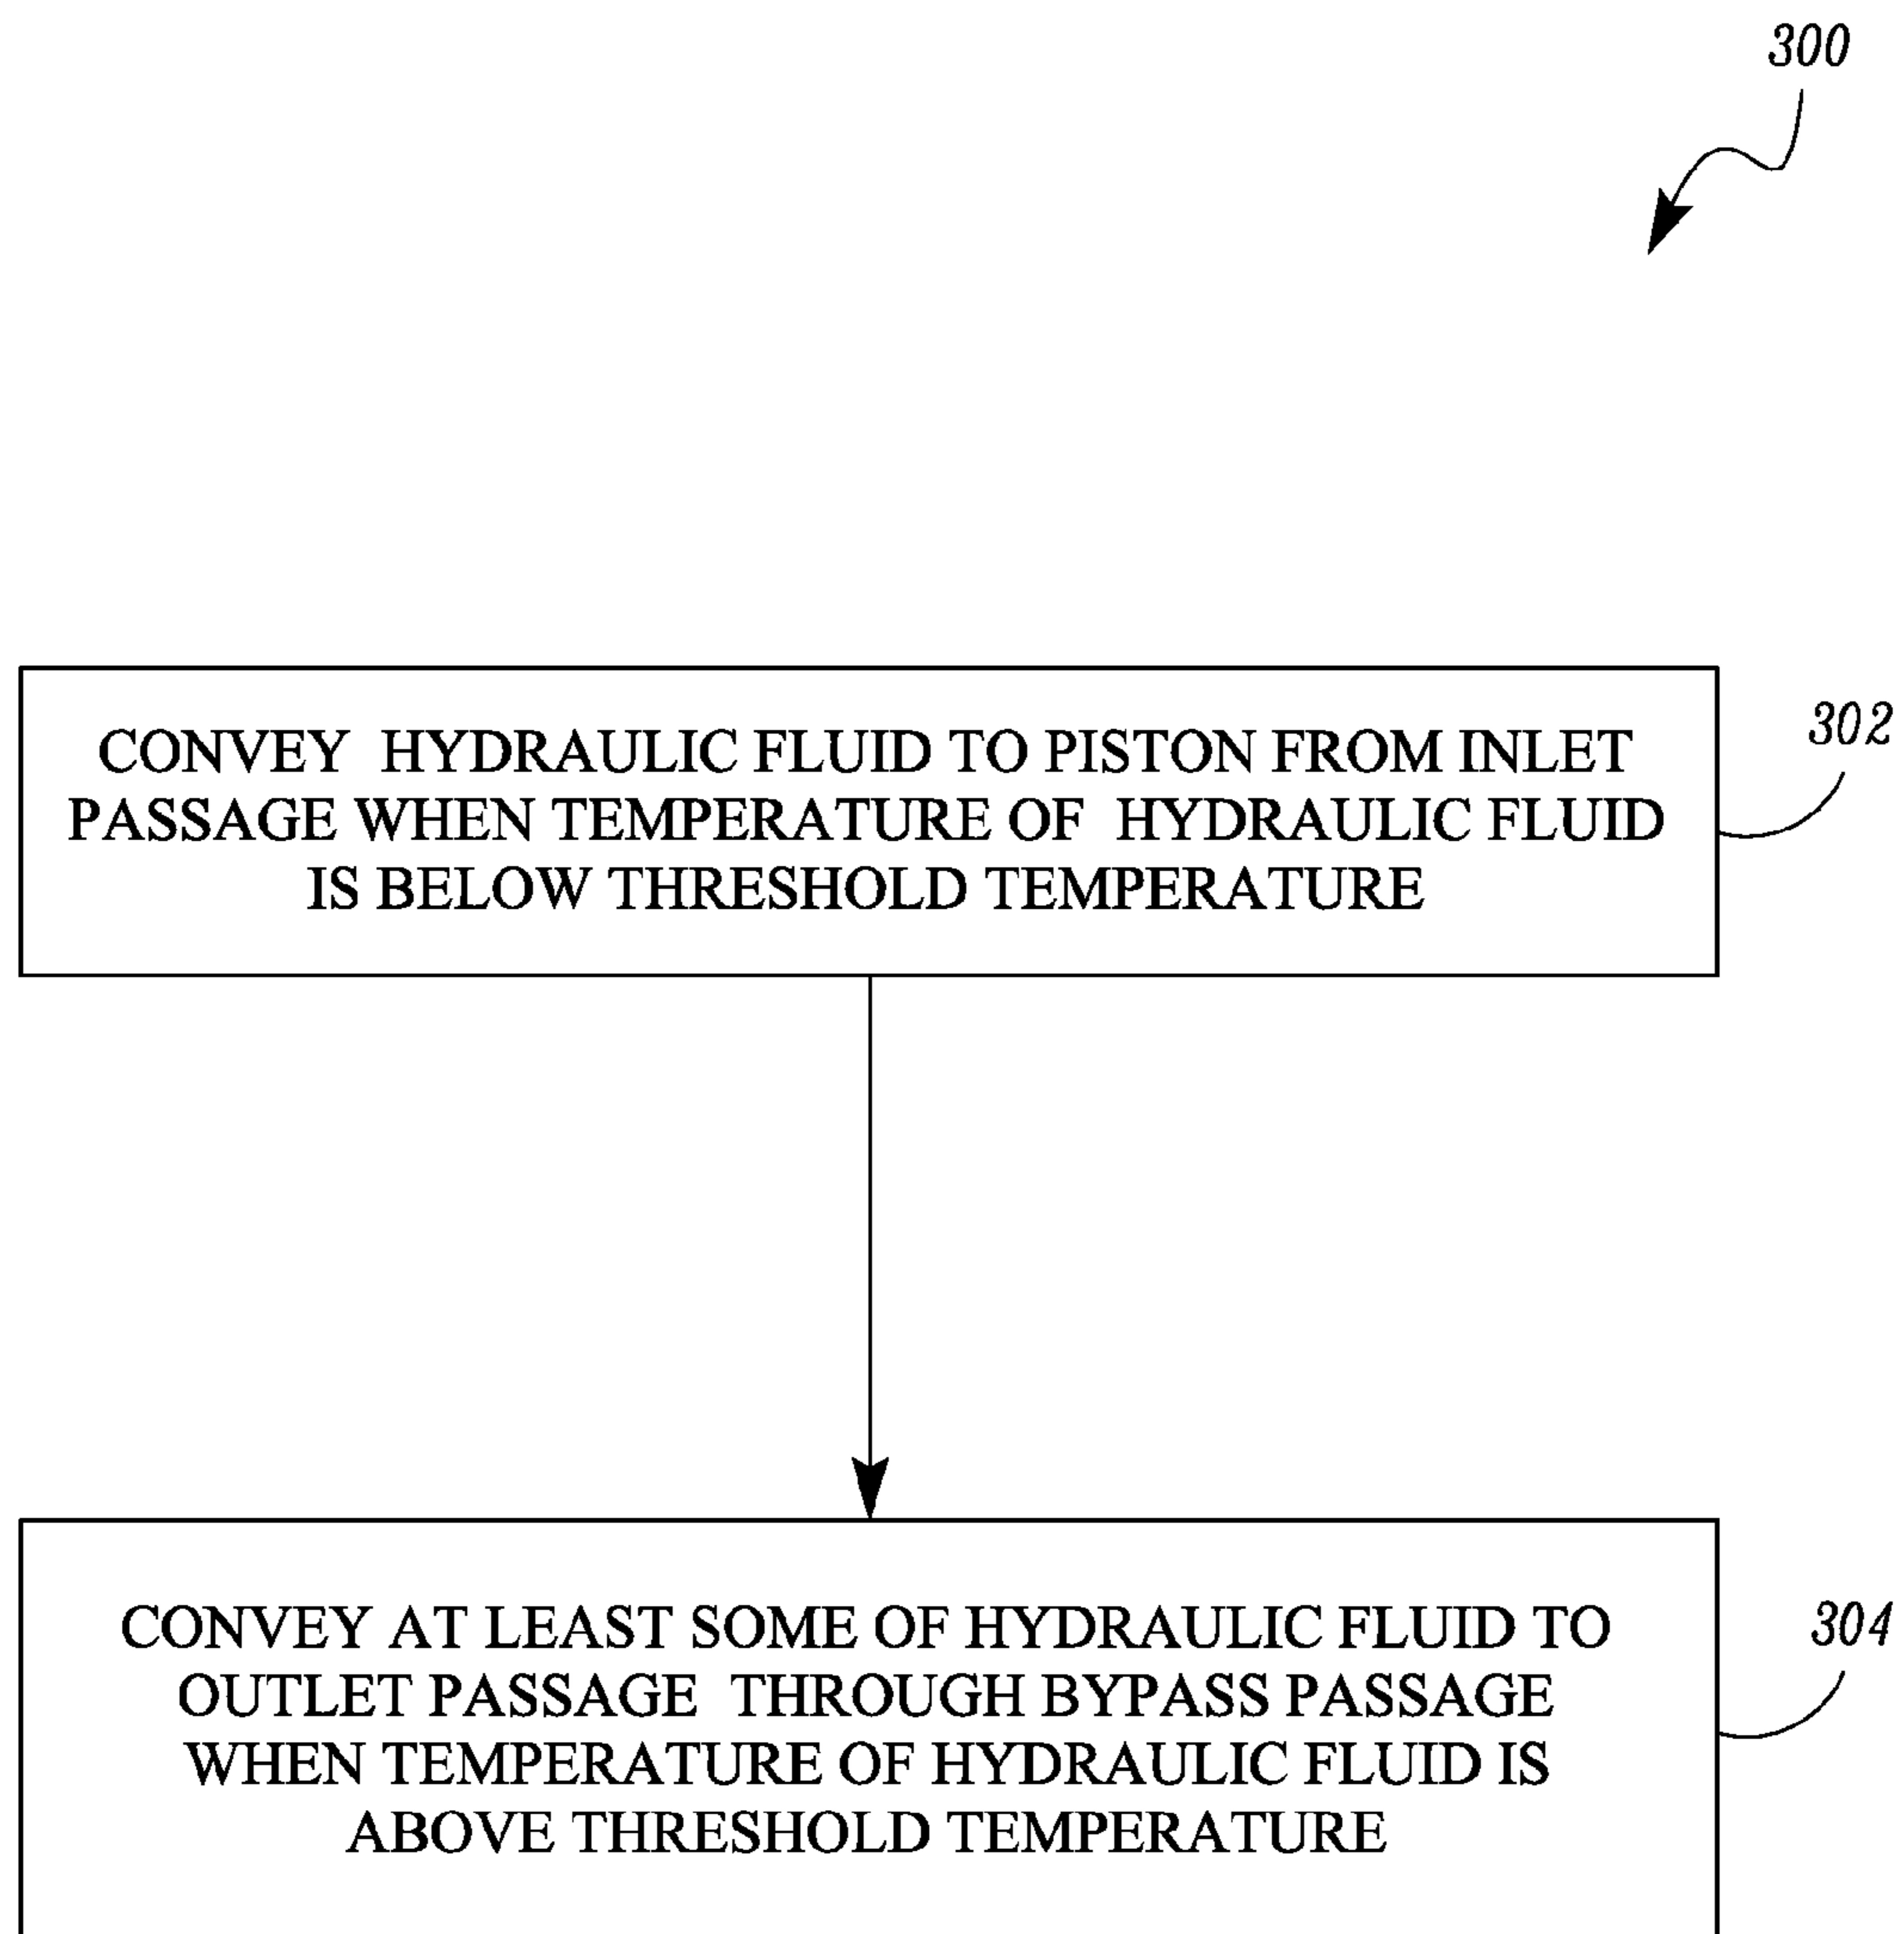 300
CONVEY HYDRAULIC FLUID TO PISTON FROM INLET
PASSAGE WHEN TEMPERATURE OF HYDRAULIC FLUID
IS BELOW THRESHOLD TEMPERATURE
302
CONVEY AT LEAST SOME OF HYDRAULIC FLUID TO
OUTLET PASSAGE THROUGH BYPASS PASSAGE
WHEN TEMPERATURE OF HYDRAULIC FLUID IS
ABOVE THRESHOLD TEMPERATURE
304